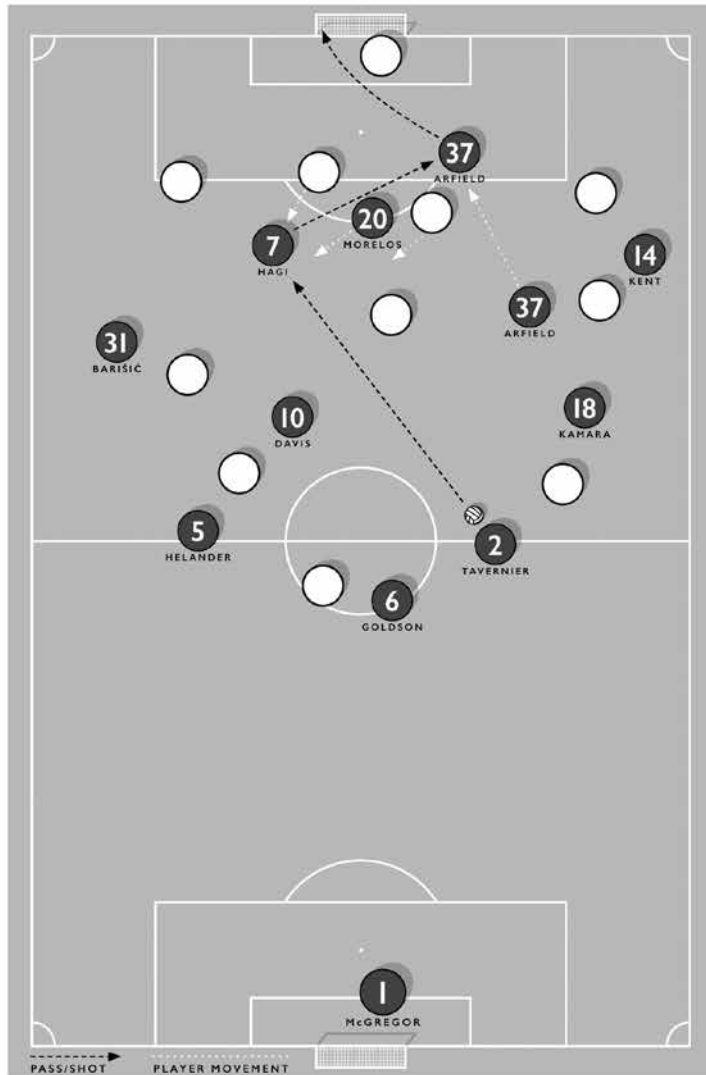 37
ARFIELD
20
MORELOS
7
HAGI
14
KENT
37
ARFIELD
31
BARIŠIĆ
10
DAVIS
18
KAMARA
5
HELANDER
2
TAVERNIER
6
GOLDSON
1
McGREGOR
PASS/SHOT PLAYER MOVEMENT